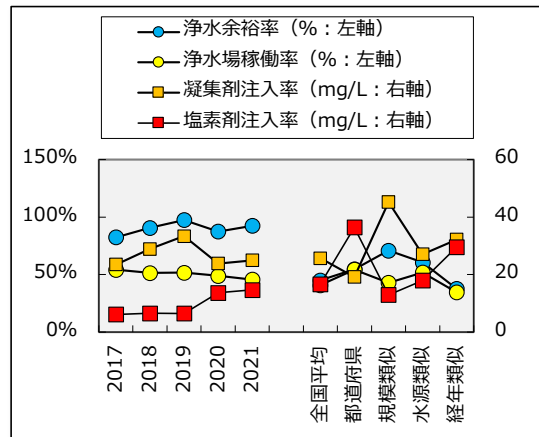 浄水余裕率（%：左軸）
浄水場稼働率（%：左軸）
凝集剤注入率（mg/L：右軸）
塩素剤注入率（mg/L：右軸）
150%
100%
50%
0%
60
40
20
0
2017
2018
2019
2020
2021
全国平均
都道府県
規模類似
水源類似
経年類似